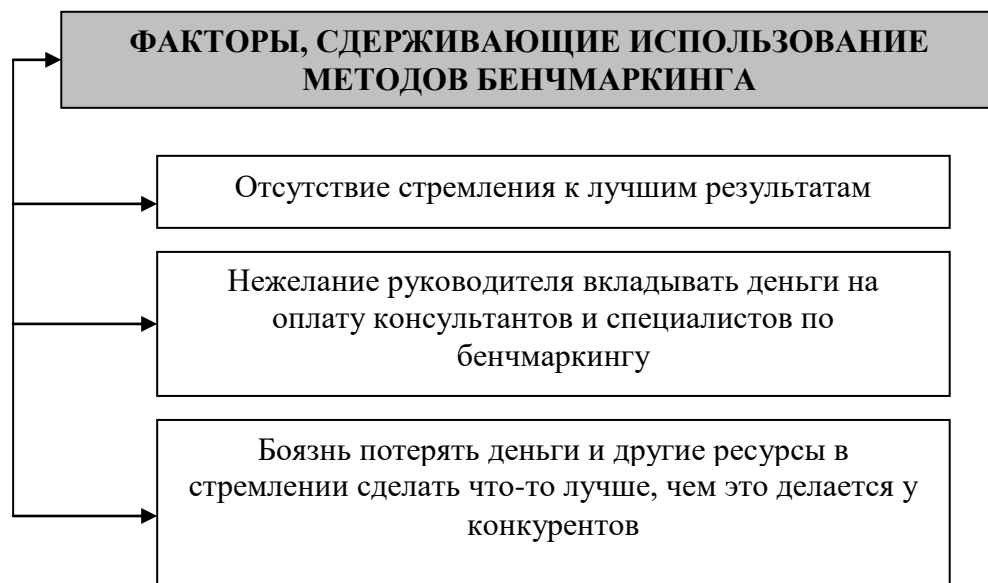 ФАКТОРЫ, СДЕРЖИВАЮЩИЕ ИСПОЛЬЗОВАНИЕ
МЕТОДОВ БЕНЧМАРКИНГА
Отсутствие стремления к лучшим результатам
Нежелание руководителя вкладывать деньги на
оплату консультантов и специалистов по
бенчмаркингу
Боязнь потерять деньги и другие ресурсы в
стремлении сделать что-то лучше, чем это делается у
конкурентов